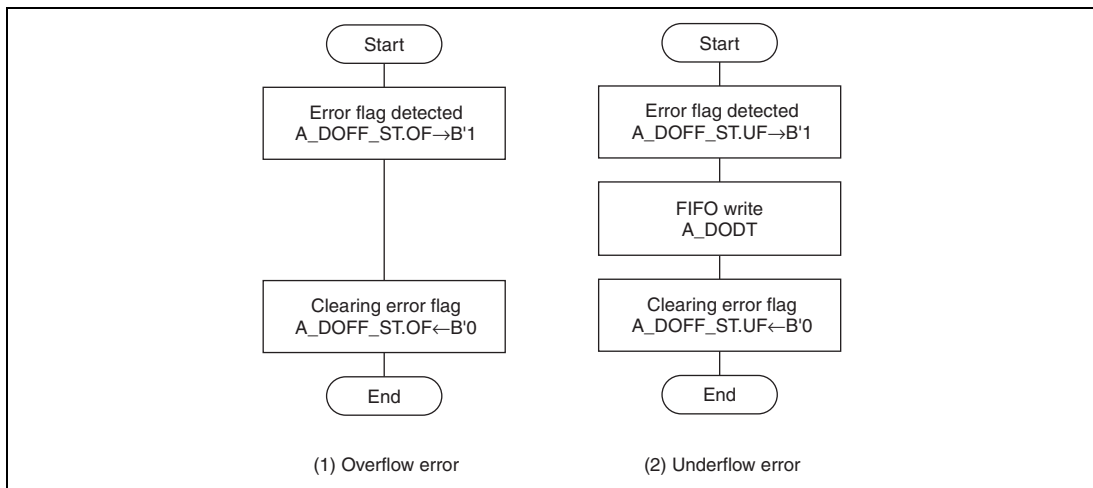 Start
Error flag detected
A_DOFF_ST.OF→B'1
Clearing error flag
A_DOFF_ST.OF←B'0
End
(1) Overflow error
Start
Error flag detected
A_DOFF_ST.UF→B'1
FIFO write
A_DODT
Clearing error flag
A_DOFF_ST.UF←B'0
End
(2) Underflow error